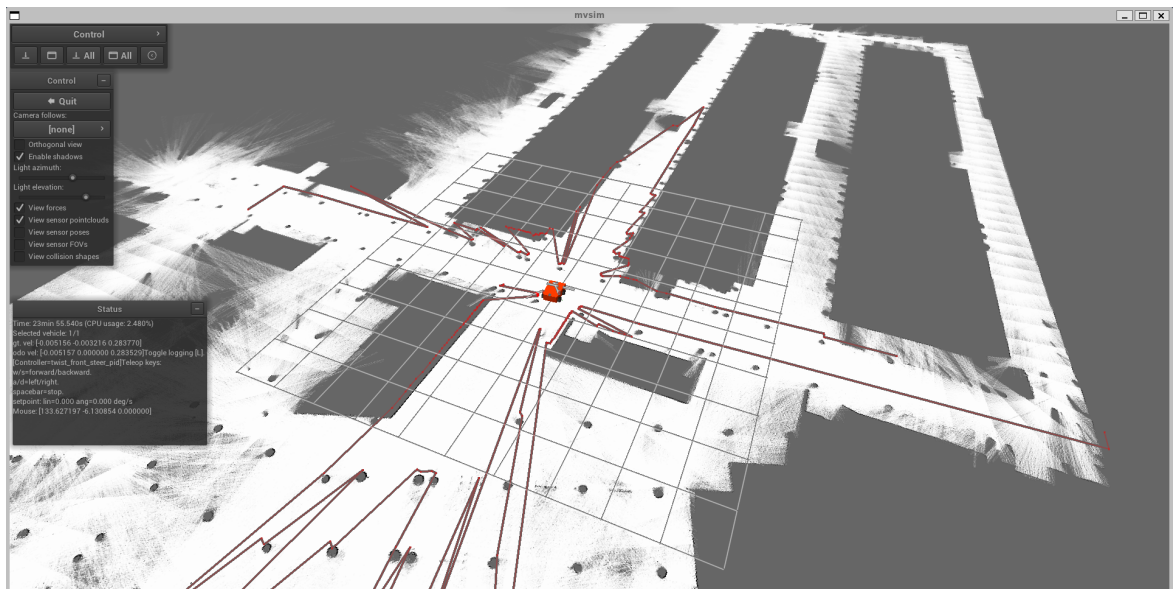 mvsim
Control
All
All
Control
Quit
Camera follows:
[none]
Orthogonal view
Enable shadows
Light azimuth:
Light elevation:
View forces
View sensor pointclouds
View sensor poses
View sensor FOVs
View collision shapes
Status
Time: 23min 55.540s (CPU usage: 2.480%)
Selected vehicle: 1/1
gt. vel: [-0.005156 -0.003216 0.283770]
odo vel: [-0.005157 0.000000 0.283529]Toggle logging [L]
[Controller=twist_front_steer_pid]Teleop keys:
w/s=forward/backward.
a/d=left/right.
spacebar=stop.
setpoint: lin=0.000 ang=0.000 deg/s
Mouse: [133.627197 -6.130854 0.000000]